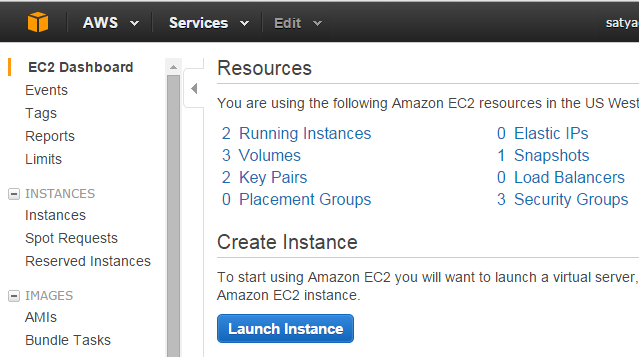 AWS Services Edit satya
EC2 Dashboard
Events
Tags
Reports
Limits
INSTANCES
Instances
Spot Requests
Reserved Instances
IMAGES
AMIs
Bundle Tasks
Resources
You are using the following Amazon EC2 resources in the US West
2 Running Instances
0 Elastic IPs
3 Volumes
1 Snapshots
2 Key Pairs
0 Load Balancers
0 Placement Groups
3 Security Groups
Create Instance
To start using Amazon EC2 you will want to launch a virtual server,
Amazon EC2 instance.
Launch Instance